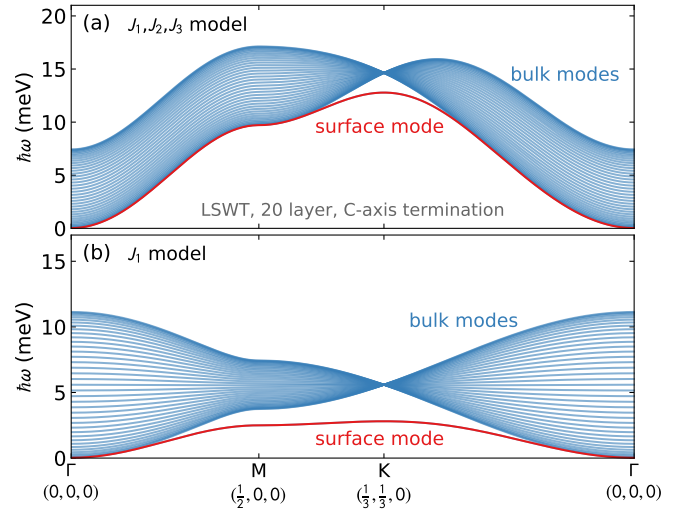 (a) J₁,J₂,J₃ model
20
15
10
5
0
ħω (meV)
bulk modes
surface mode
LSWT, 20 layer, C-axis termination
(b) J₁ model
15
10
5
0
ħω (meV)
bulk modes
surface mode
Γ M K Γ
(0,0,0) (½,0,0) (⅓,⅓,0) (0,0,0)